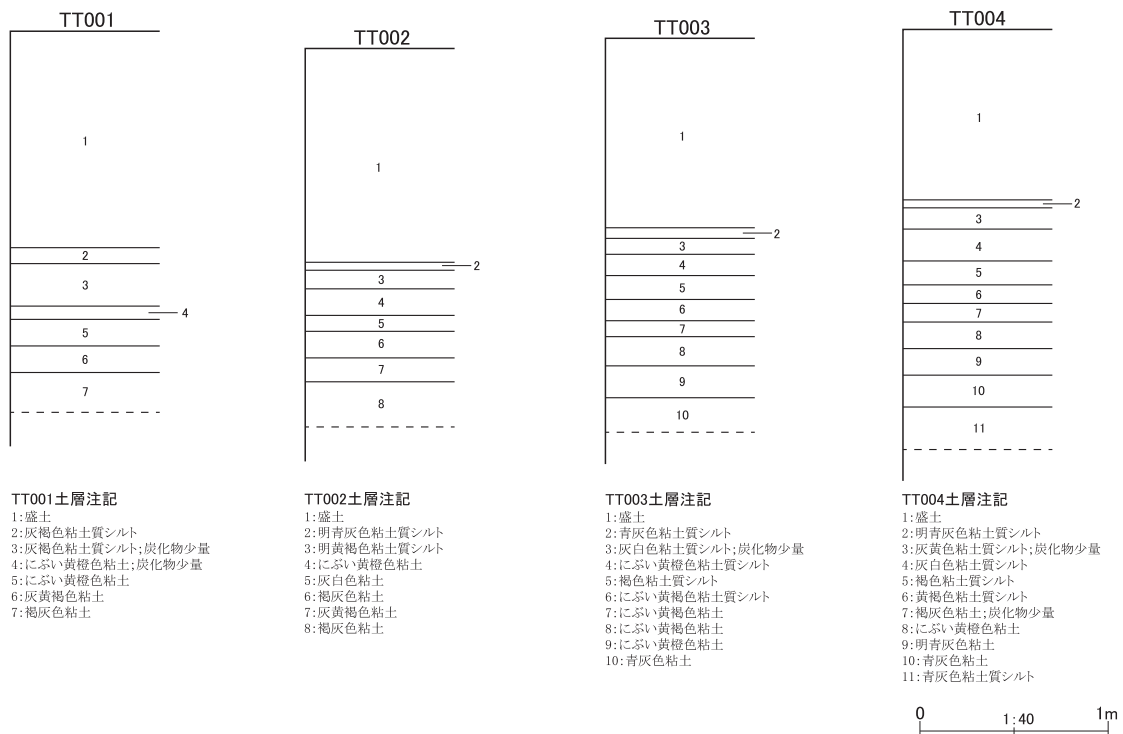 TT001
1
2
3
4
5
6
7
TT002
1
2
3
4
5
6
7
8
TT003
1
2
3
4
5
6
7
8
9
10
TT004
1
2
3
4
5
6
7
8
9
10
11
TT001土層注記
1:盛土
2:灰褐色粘土質シルト
3:灰褐色粘土質シルト;炭化物少量
4:にぶい黄橙色粘土;炭化物少量
5:にぶい黄橙色粘土
6:灰黄褐色粘土
7:褐灰色粘土
TT002土層注記
1:盛土
2:明青灰色粘土質シルト
3:明黄褐色粘土質シルト
4:にぶい黄橙色粘土
5:灰白色粘土
6:褐灰色粘土
7:灰黄褐色粘土
8:褐灰色粘土
TT003土層注記
1:盛土
2:青灰色粘土質シルト
3:灰白色粘土質シルト;炭化物少量
4:にぶい黄橙色粘土質シルト
5:褐色粘土質シルト
6:にぶい黄褐色粘土質シルト
7:にぶい黄褐色粘土
8:にぶい黄褐色粘土
9:にぶい黄橙色粘土
10:青灰色粘土
TT004土層注記
1:盛土
2:明青灰色粘土質シルト
3:灰黄色粘土質シルト;炭化物少量
4:灰白色粘土質シルト
5:褐色粘土質シルト
6:黄褐色粘土質シルト
7:褐灰色粘土;炭化物少量
8:にぶい黄橙色粘土
9:明青灰色粘土
10:青灰色粘土
11:青灰色粘土質シルト
0 1:40 1m